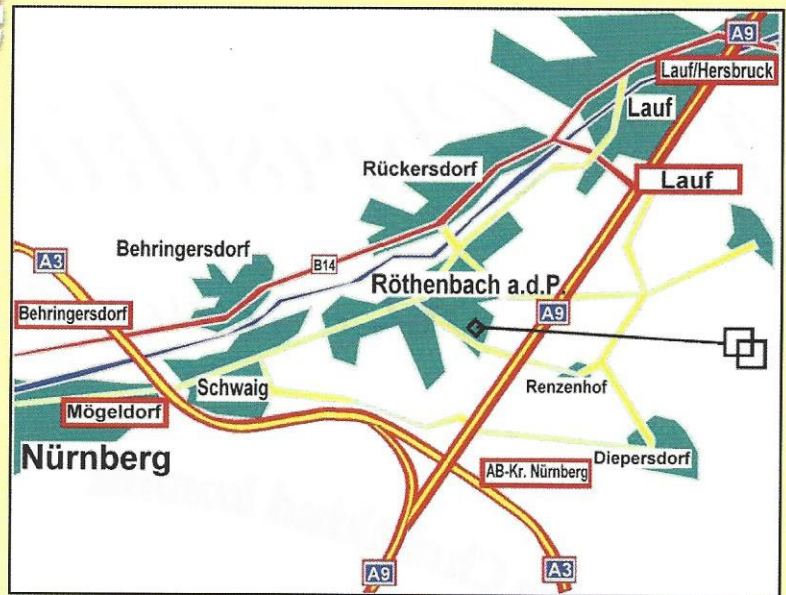 A9
Lauf/Hersbruck
Lauf
Rückersdorf
Lauf
Behringersdorf
A3
B14
Röthenbach a.d.P.
Behringersdorf
A9
Schwaig
Renzenhof
Mögeldorf
Nürnberg
Diepersdorf
AB-Kr. Nürnberg
A9
A3